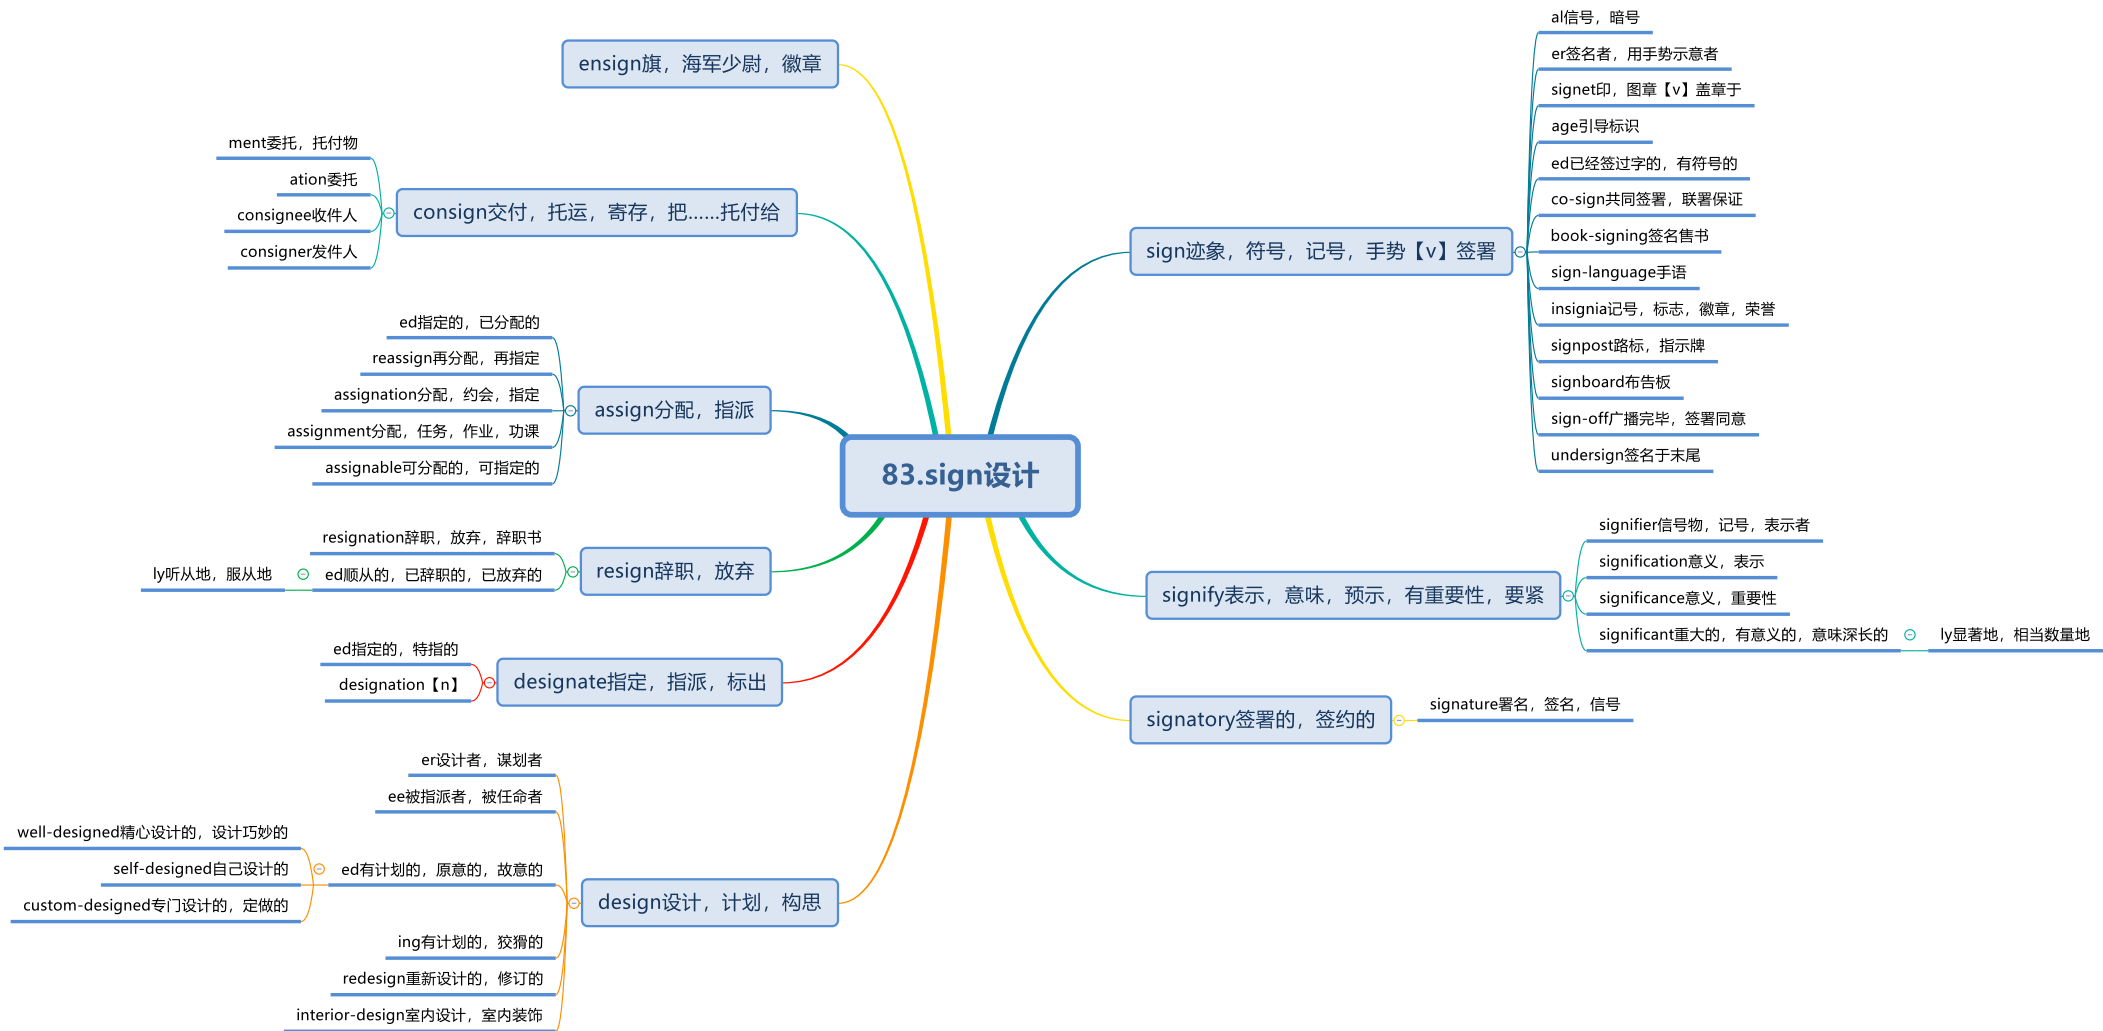 83.sign设计
sign迹象，符号，记号，手势【v】签署
al信号，暗号
er签名者，用手势示意者
signet印，图章【v】盖章于
age引导标识
ed已经签过字的，有符号的
co-sign共同签署，联署保证
book-signing签名售书
sign-language手语
insignia记号，标志，徽章，荣誉
signpost路标，指示牌
signboard布告板
sign-off广播完毕，签署同意
undersign签名于末尾
signify表示，意味，预示，有重要性，要紧
signifier信号物，记号，表示者
signification意义，表示
significance意义，重要性
significant重大的，有意义的，意味深长的
ly显著地，相当数量地
signatory签署的，签约的
signature署名，签名，信号
ensign旗，海军少尉，徽章
consign交付，托运，寄存，把……托付给
ment委托，托付物
ation委托
consignee收件人
consigner发件人
assign分配，指派
ed指定的，已分配的
reassign再分配，再指定
assignation分配，约会，指定
assignment分配，任务，作业，功课
assignable可分配的，可指定的
resign辞职，放弃
resignation辞职，放弃，辞职书
ed顺从的，已辞职的，已放弃的
ly听从地，服从地
designate指定，指派，标出
ed指定的，特指的
designation【n】
design设计，计划，构思
er设计者，谋划者
ee被指派者，被任命者
ed有计划的，原意的，故意的
well-designed精心设计的，设计巧妙的
self-designed自己设计的
custom-designed专门设计的，定做的
ing有计划的，狡猾的
redesign重新设计的，修订的
interior-design室内设计，室内装饰